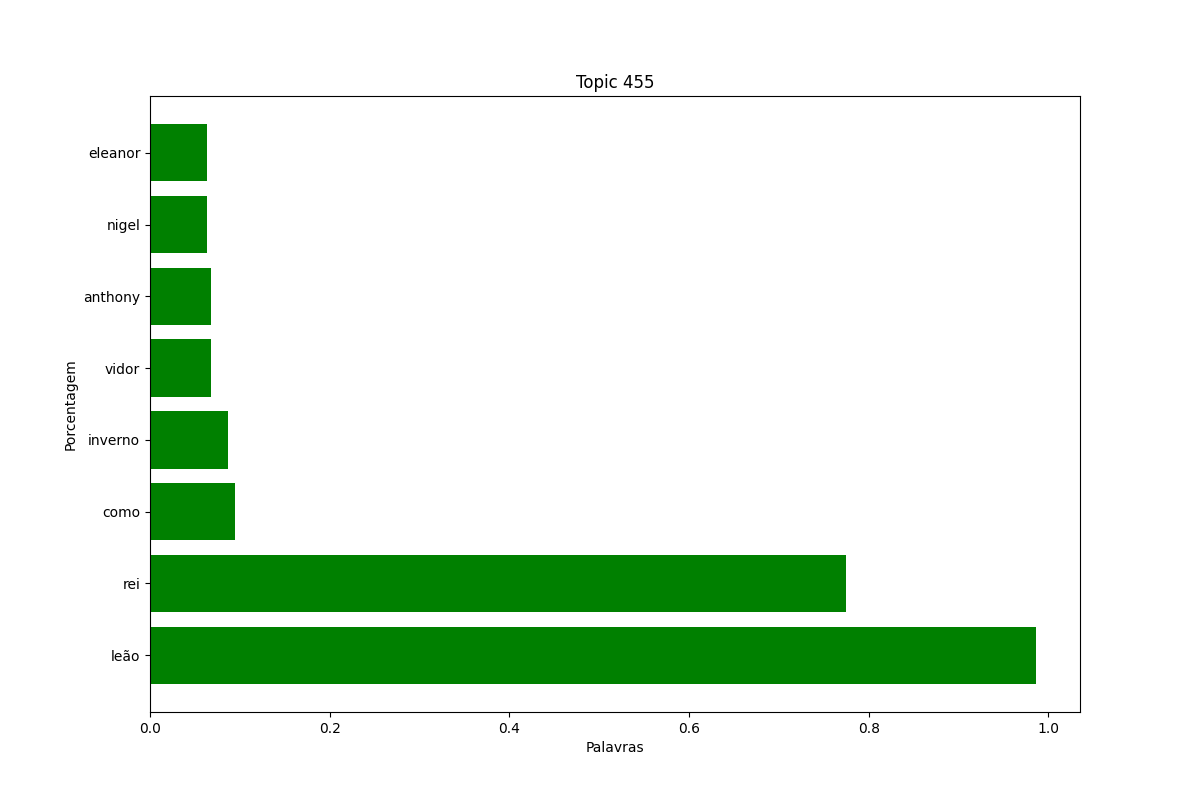 Topic 455
eleanor
nigel
anthony
vidor
inverno
como
rei
leão
Porcentagem
0.0 0.2 0.4 0.6 0.8 1.0
Palavras